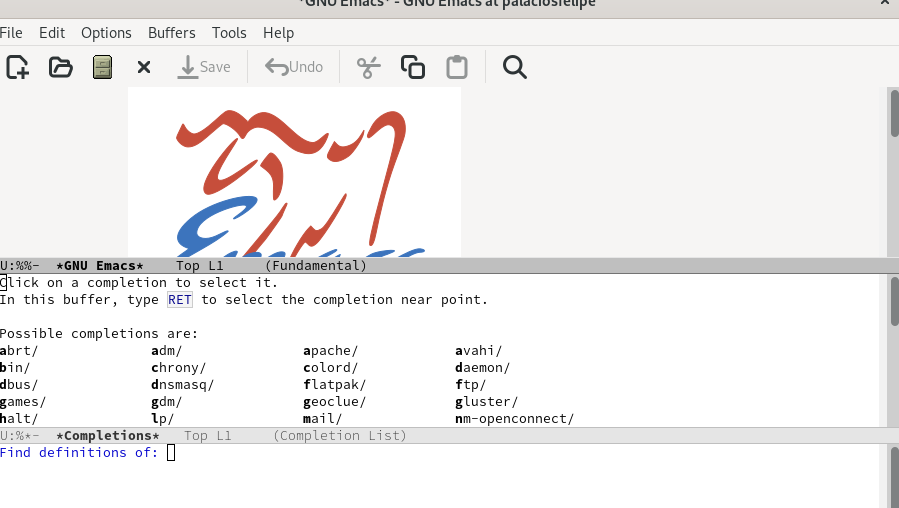 *GNU Emacs* - GNU Emacs at palaciosfelipe
File Edit Options Buffers Tools Help
Save Undo
U:%%- *GNU Emacs* Top L1 (Fundamental)
Click on a completion to select it.
In this buffer, type RET to select the completion near point.
Possible completions are:
abrt/ adm/ apache/ avahi/
bin/ chrony/ colord/ daemon/
dbus/ dnsmasq/ flatpak/ ftp/
games/ gdm/ geoclue/ gluster/
halt/ lp/ mail/ nm-openconnect/
U:%*- *Completions* Top L1 (Completion List)
Find definitions of: